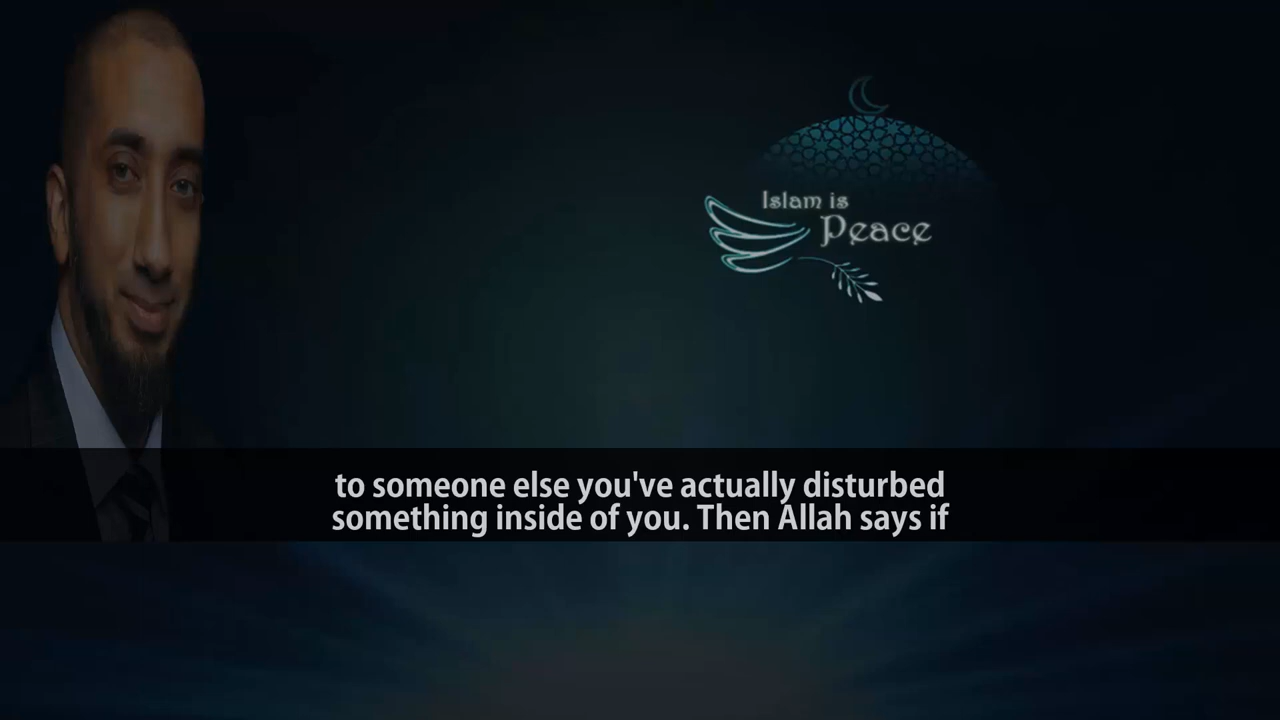 Islam is
Peace
to someone else you've actually disturbed
something inside of you. Then Allah says if